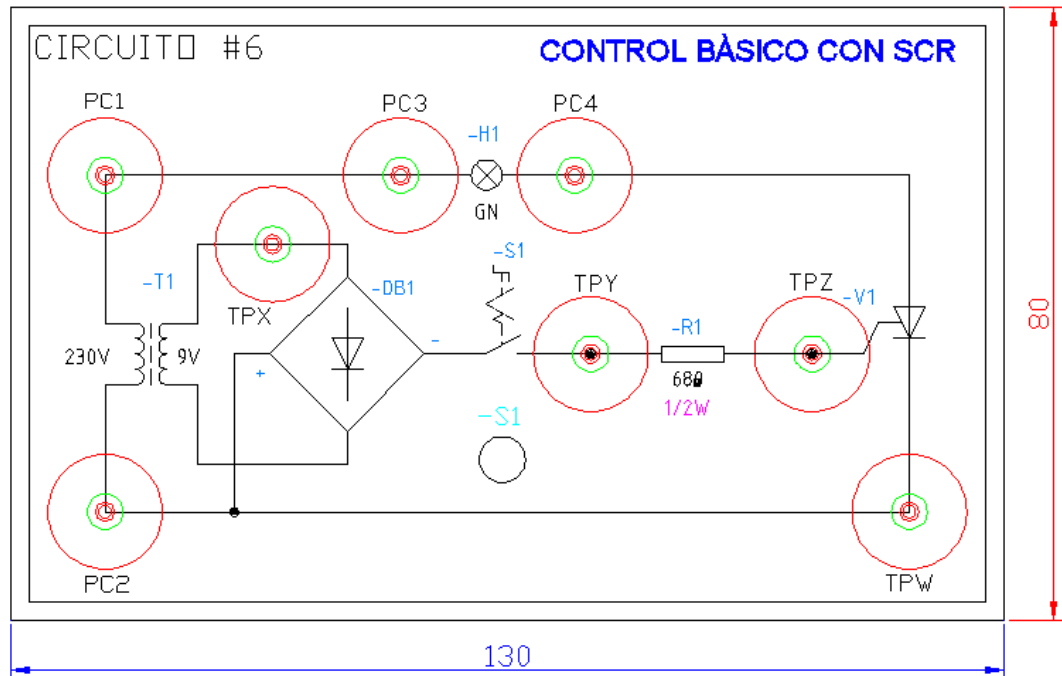 CIRCUITO #6
CONTROL BÀSICO CON SCR
PC1
PC3
PC4
-H1
GN
-S1
-T1
TPX
-DB1
TPY
TPZ
-V1
-R1
230V
9V
+
-
1/2W
-S1
PC2
TPW
80
130